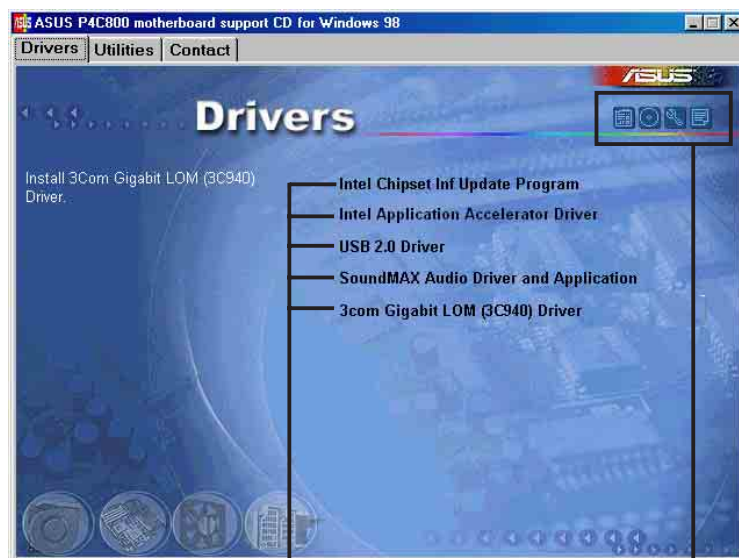 ASUS P4C800 motherboard support CD for Windows 98
Drivers Utilities Contact
ASUS
Drivers
Install 3Com Gigabit LOM (3C940)
Driver.
Intel Chipset Inf Update Program
Intel Application Accelerator Driver
USB 2.0 Driver
SoundMAX Audio Driver and Application
3com Gigabit LOM (3C940) Driver